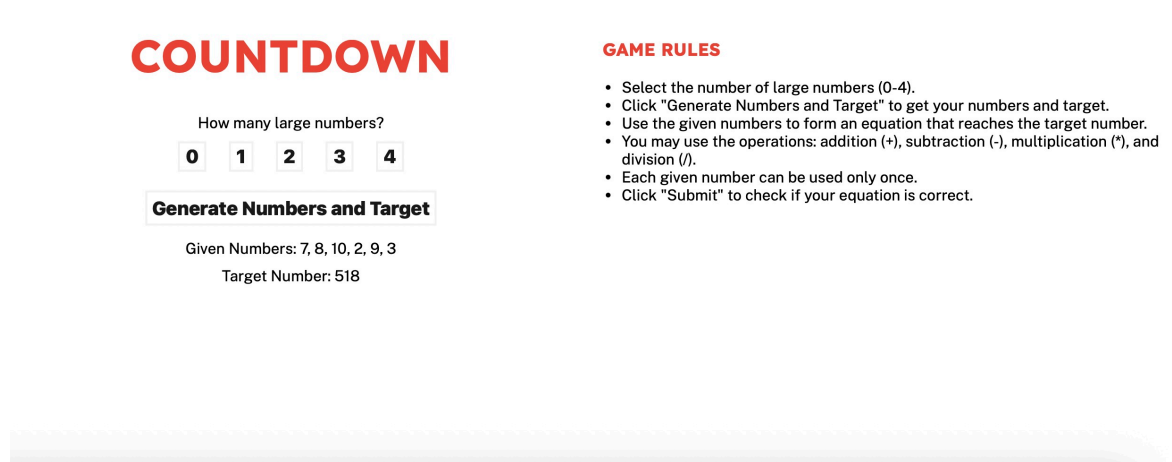 COUNTDOWN
How many large numbers?
0 1 2 3 4
Generate Numbers and Target
Given Numbers: 7, 8, 10, 2, 9, 3
Target Number: 518
GAME RULES
• Select the number of large numbers (0-4).
• Click "Generate Numbers and Target" to get your numbers and target.
• Use the given numbers to form an equation that reaches the target number.
• You may use the operations: addition (+), subtraction (-), multiplication (*), and
division (/).
• Each given number can be used only once.
• Click "Submit" to check if your equation is correct.